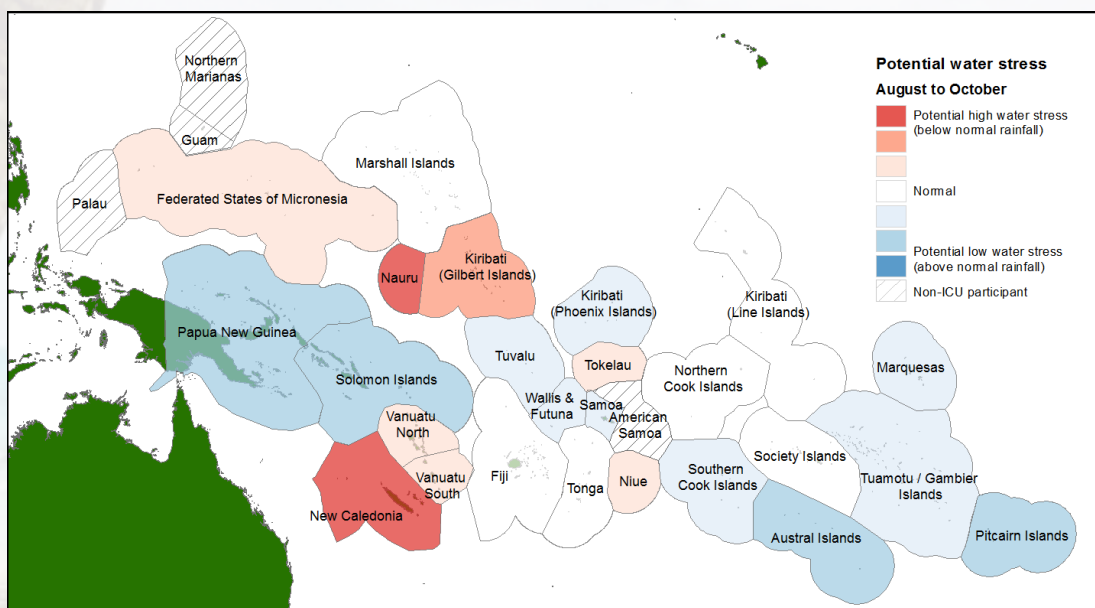 Northern
Marianas
Guam
Palau
Federated States of Micronesia
Marshall Islands
Nauru
Kiribati
(Gilbert Islands)
Papua New Guinea
Solomon Islands
Kiribati
(Phoenix Islands)
Kiribati
(Line Islands)
Tuvalu
Tokelau
Northern
Cook Islands
Marquesas
Wallis &
Futuna
Samoa
American
Samoa
Vanuatu
North
Vanuatu
South
New Caledonia
Fiji
Tonga
Niue
Southern
Cook Islands
Society Islands
Tuamotu / Gambier
Islands
Austral Islands
Pitcairn Islands
Potential water stress
August to October
Potential high water stress
(below normal rainfall)
Normal
Potential low water stress
(above normal rainfall)
Non-ICU participant